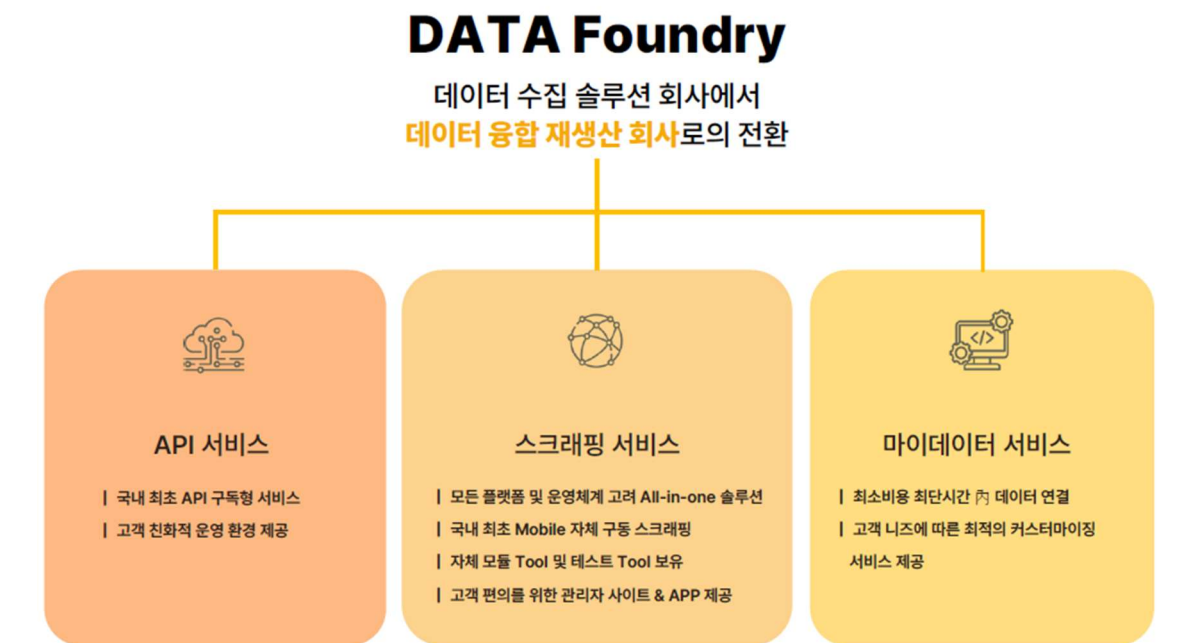 DATA Foundry
데이터 수집 솔루션 회사에서
데이터 융합 재생산 회사로의 전환
API 서비스
| 국내 최초 API 구독형 서비스
| 고객 친화적 운영 환경 제공
스크래핑 서비스
| 모든 플랫폼 및 운영체계 고려 All-in-one 솔루션
| 국내 최초 Mobile 자체 구동 스크래핑
| 자체 모듈 Tool 및 테스트 Tool 보유
| 고객 편의를 위한 관리자 사이트 & APP 제공
</>
마이데이터 서비스
| 최소비용 최단시간 內 데이터 연결
| 고객 니즈에 따른 최적의 커스터마이징
서비스 제공